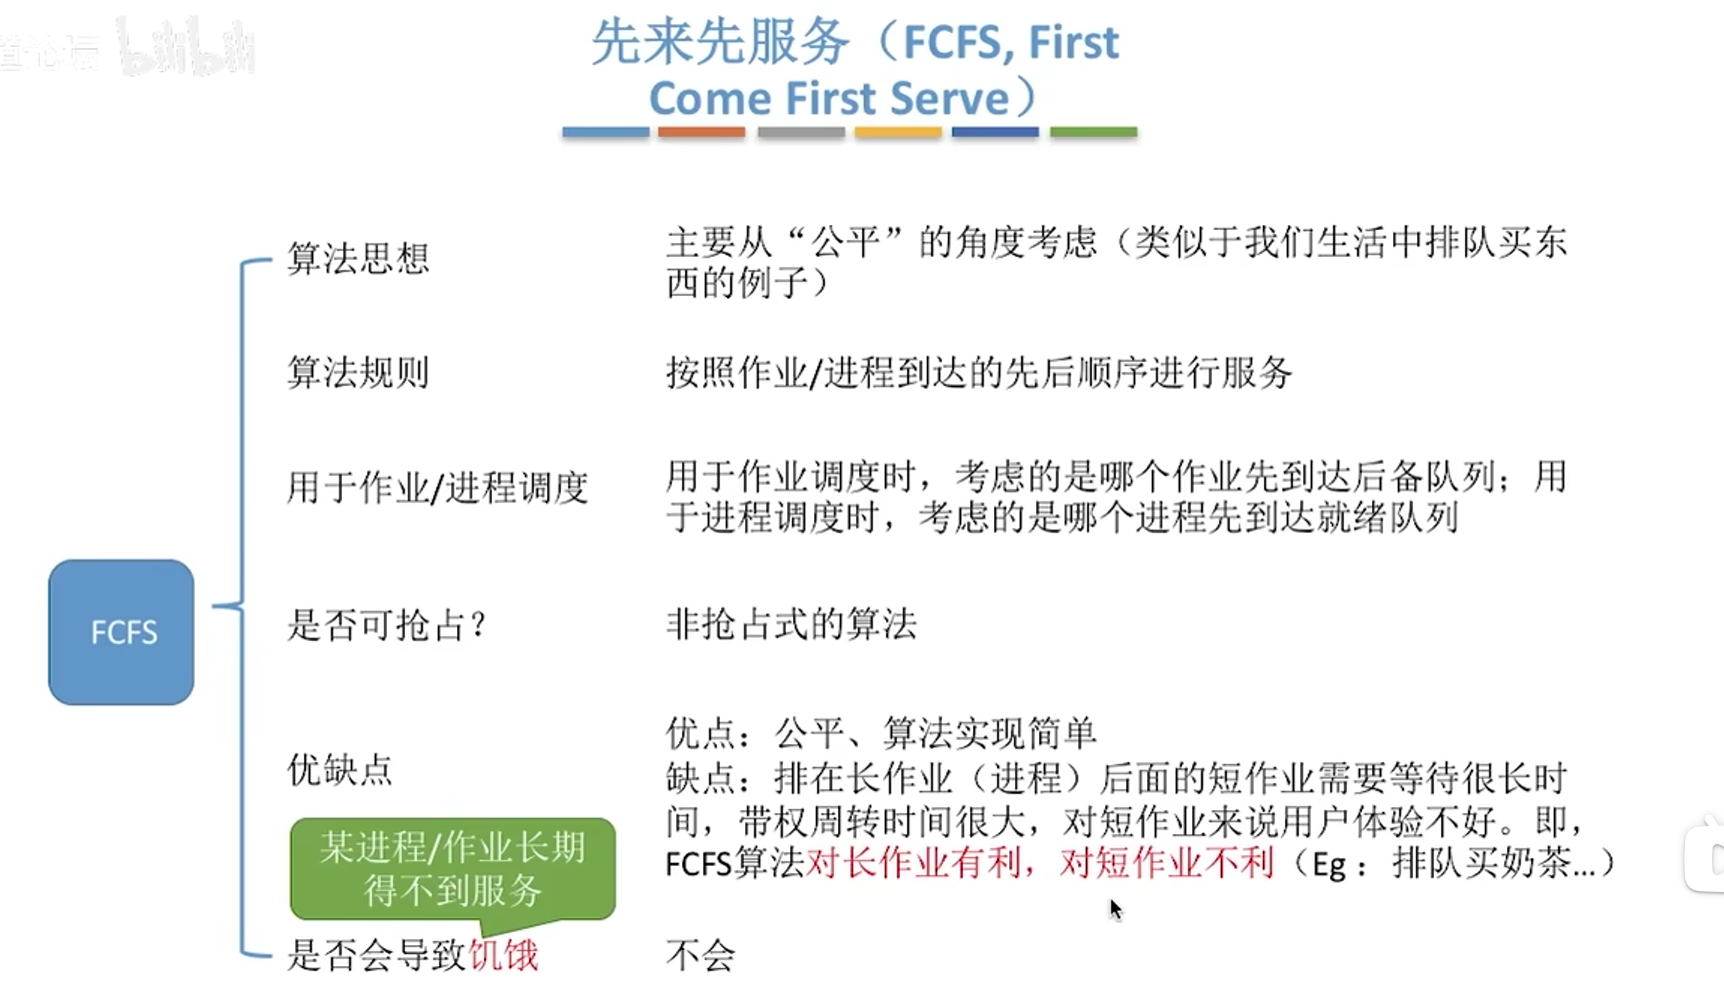 道论坛 bilibili
先来先服务（FCFS, First
Come First Serve）
算法思想
主要从“公平”的角度考虑（类似于我们生活中排队买东
西的例子）
算法规则
按照作业/进程到达的先后顺序进行服务
用于作业/进程调度
用于作业调度时，考虑的是哪个作业先到达后备队列；用
于进程调度时，考虑的是哪个进程先到达就绪队列
FCFS
是否可抢占？
非抢占式的算法
优缺点
优点：公平、算法实现简单
缺点：排在长作业（进程）后面的短作业需要等待很长时
间，带权周转时间很大，对短作业来说用户体验不好。即，
FCFS算法对长作业有利，对短作业不利（Eg：排队买奶茶...）
某进程/作业长期
得不到服务
是否会导致饥饿
不会